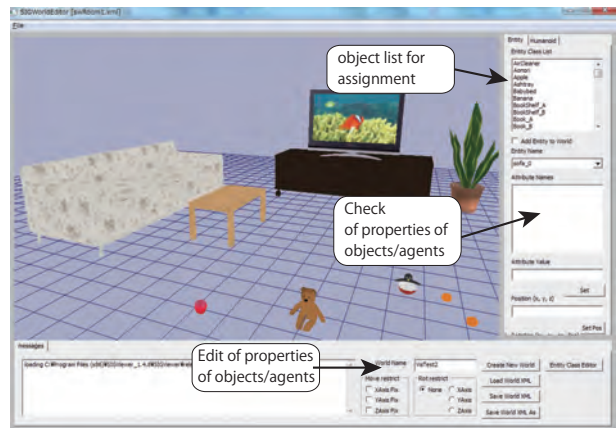 SIGWorldEditor [swRoom1.xml]
File
Entity Humanoid
Entity Class List
AirCleaner
Aomori
Apple
Ashtray
Babybed
Banana
BookShelf_A
BookShelf_B
Book_A
Book_B
object list for
assignment
Add Entity to World
Entity Name
sofa_0
Attribute Names
Check
of properties of
objects/agents
Attribute Value
Set
Position (x, y, z)
Set Pos
messages
Edit of properties
of objects/agents
World Name
Create New World
Entity Class Editor
Move restrict
XAxis Fix
YAxis Fix
ZAxis Fix
Rot restrict
None
XAxis
YAxis
ZAxis
Load World XML
Save World XML
Save World XML As